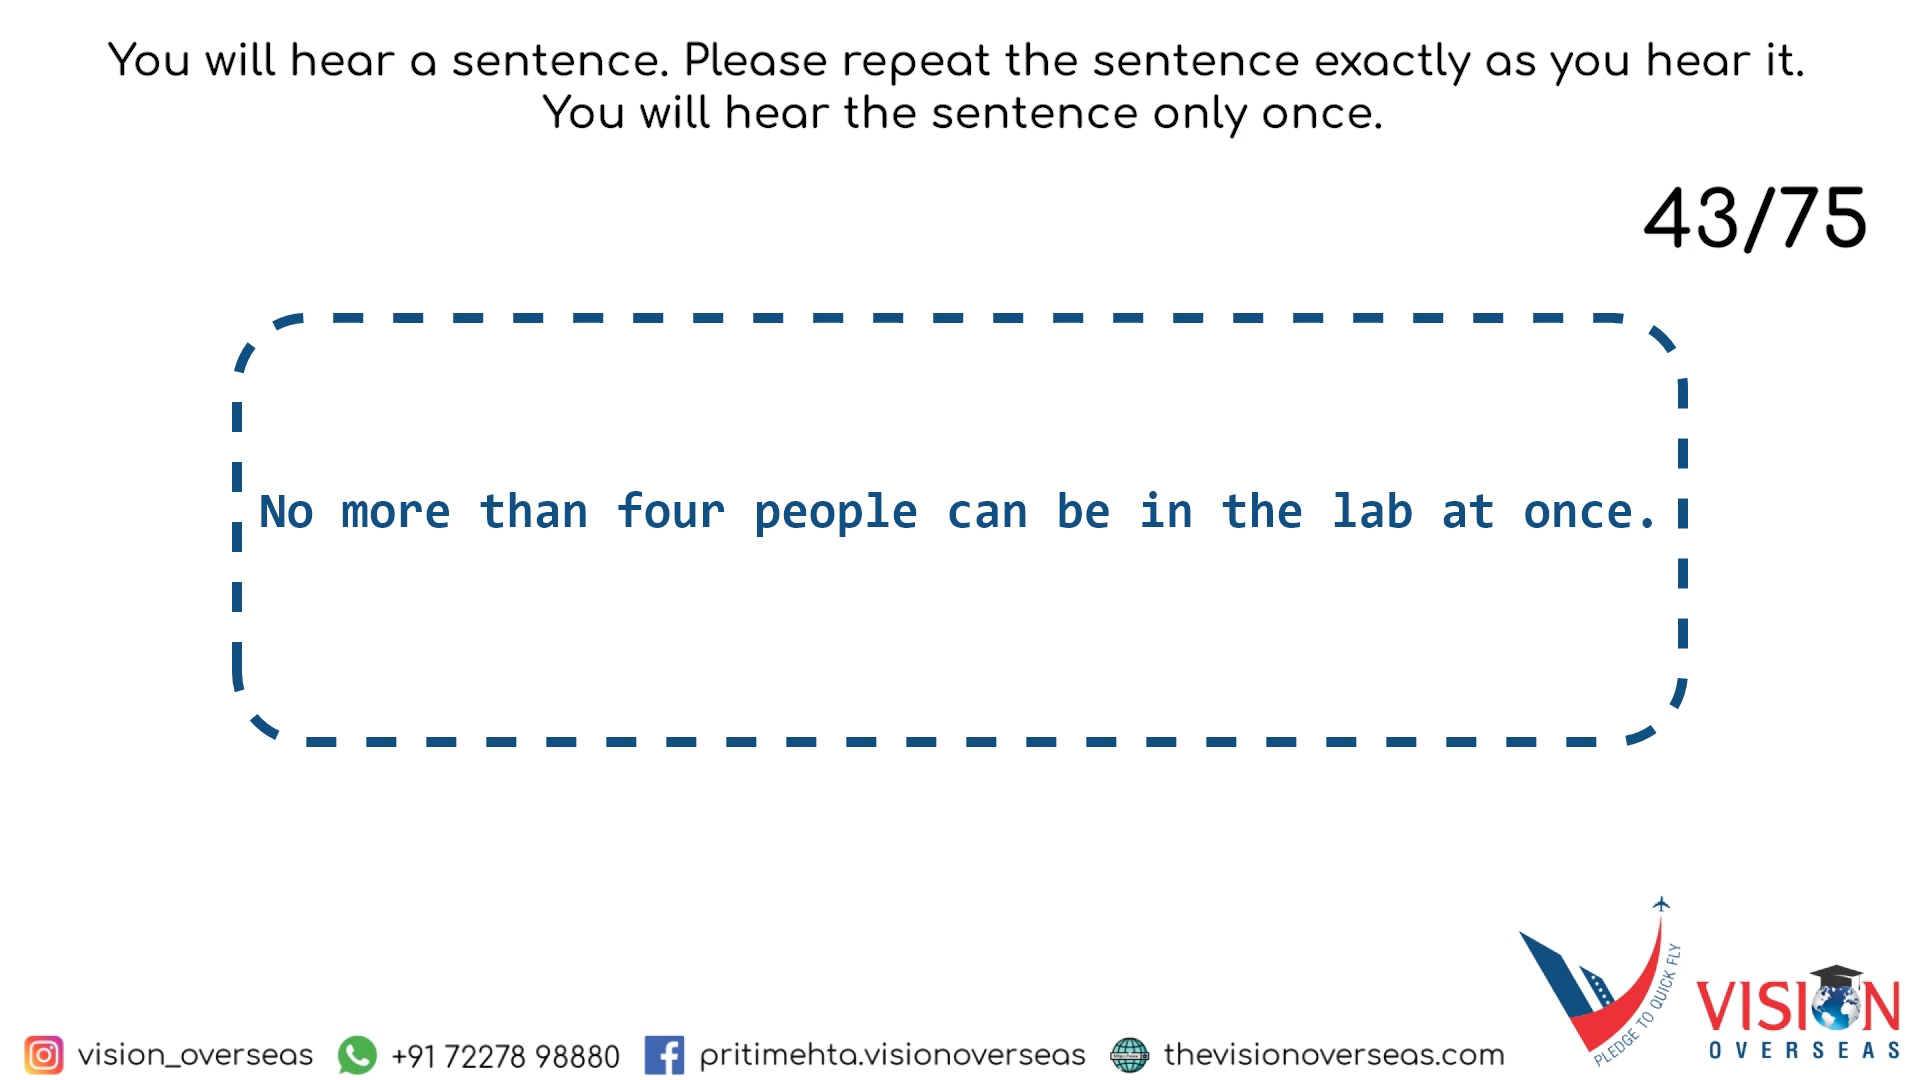 You will hear a sentence. Please repeat the sentence exactly as you hear it.
You will hear the sentence only once.
43/75
No more than four people can be in the lab at once.
PLEDGE TO QUICK FLY
VISION
OVERSEAS
vision_overseas
+91 72278 98880
pritimehta.visionoverseas
thevisionoverseas.com